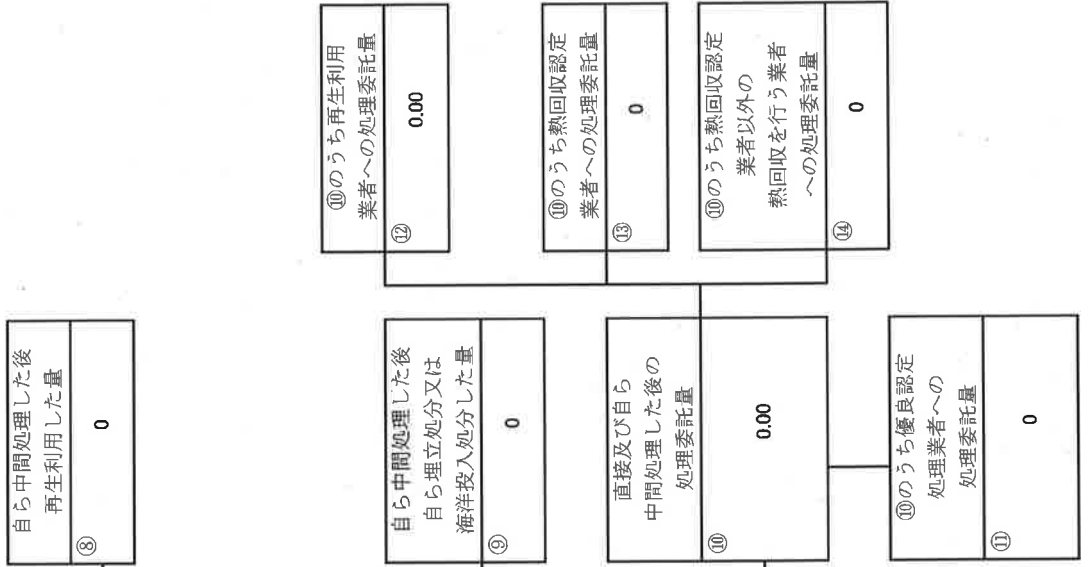 自ら中間処理した後
再生利用した量
⑧
0
自ら中間処理した後
自ら埋立処分又は
海洋投入処分した量
⑨
0
直接及び自ら
中間処理した後の
処理委託量
⑩
0.00
⑩のうち優良認定
処理業者への
処理委託量
⑪
0
⑩のうち再生利用
業者への処理委託量
⑫
0.00
⑩のうち熱回収認定
業者への処理委託量
⑬
0
⑩のうち熱回収認定
業者以外の
熱回収を行う業者
への処理委託量
⑭
0